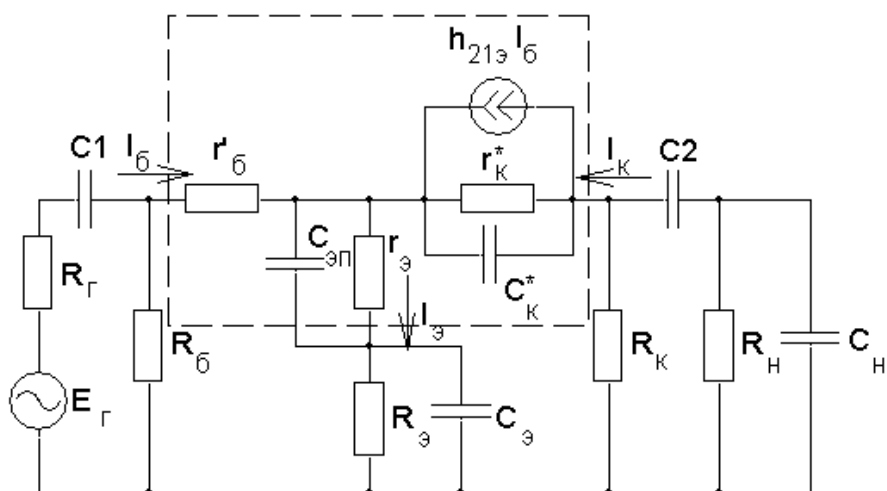 h₂₁э Iб
C1
Iб
r'б
r*к
Iк
C2
Cэп
rэ
C*к
Rг
Iэ
Rб
Rк
Rн
Cн
Eг
Rэ
Cэ